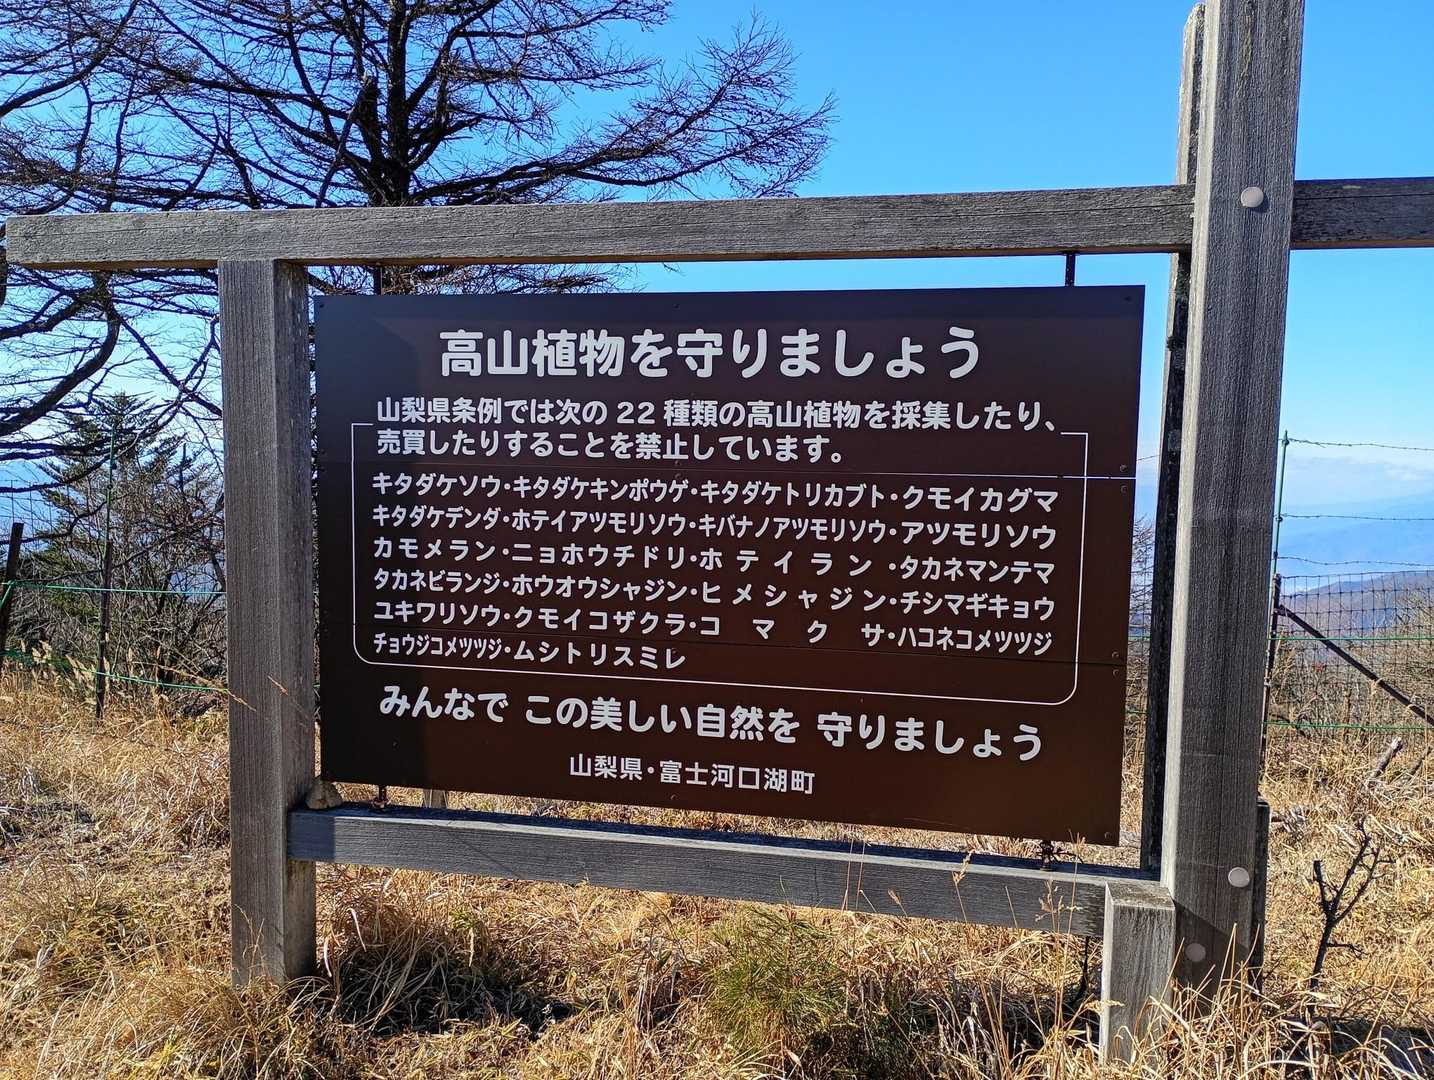 高山植物を守りましょう
山梨県条例では次の 22 種類の高山植物を採集したり、
売買したりすることを禁止しています。
キタダケソウ・キタダケキンポウゲ・キタダケトリカブト・クモイカグマ
キタダケデンダ・ホテイアツモリソウ・キバナノアツモリソウ・アツモリソウ
カモメラン・ニョホウチドリ・ホテイラン・タカネマンテマ
タカネビランジ・ホウオウシャジン・ヒメシャジン・チシマギキョウ
ユキワリソウ・クモイコザクラ・コマクサ・ハコネコメツツジ
チョウジコメツツジ・ムシトリスミレ
みんなで この美しい自然を 守りましょう
山梨県・富士河口湖町